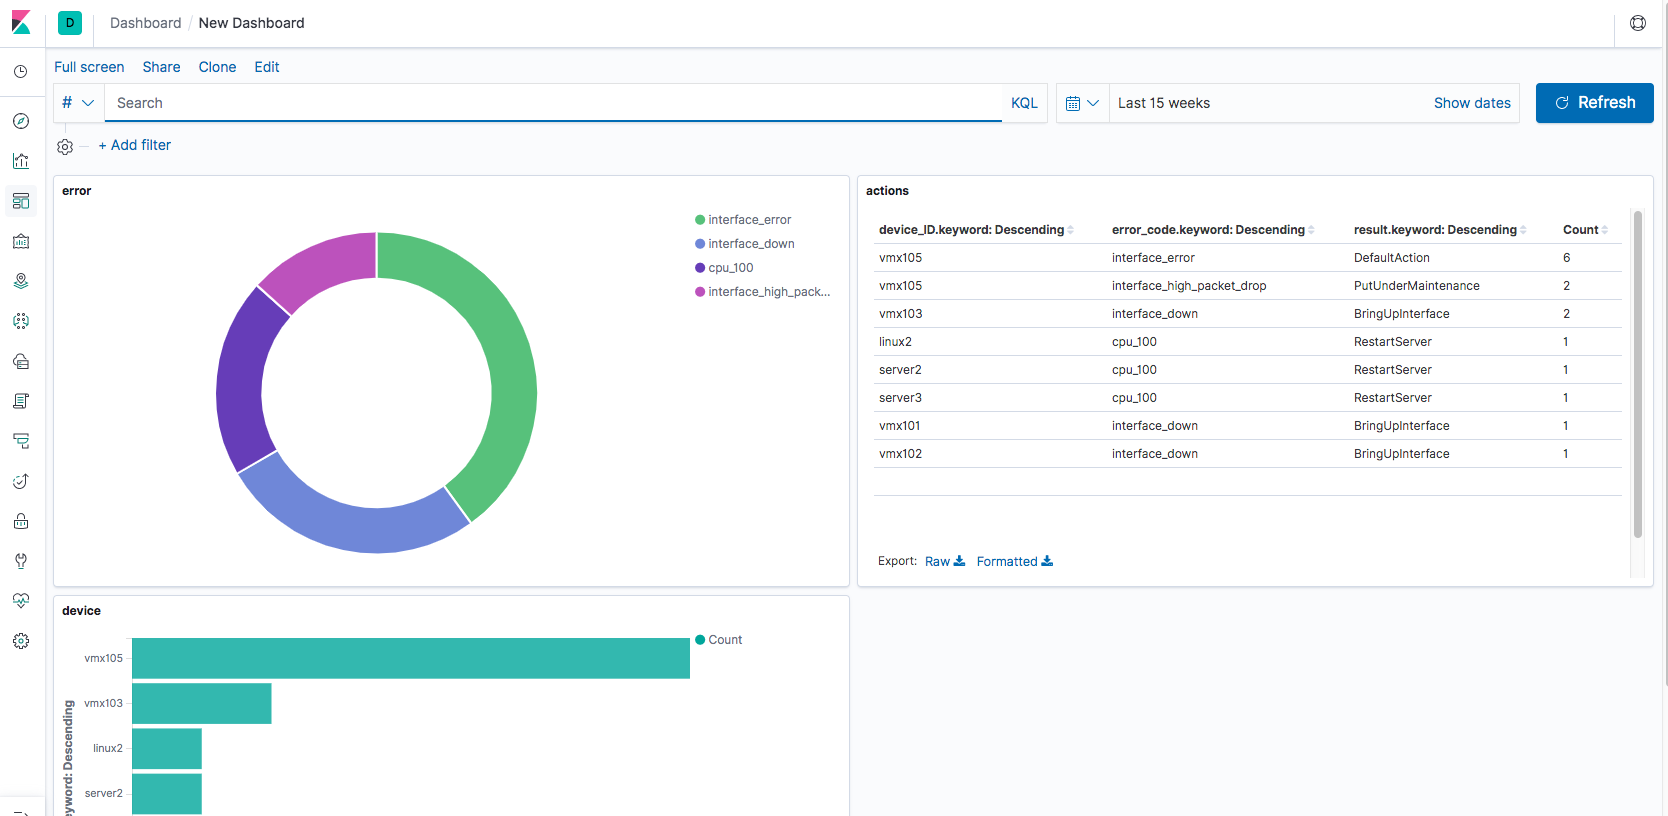 D Dashboard / New Dashboard
Full screen Share Clone Edit
# Search KQL Last 15 weeks Show dates Refresh
+ Add filter
error
interface_error
interface_down
cpu_100
interface_high_pack...
actions
device_ID.keyword: Descending error_code.keyword: Descending result.keyword: Descending Count
vmx105 interface_error DefaultAction 6
vmx105 interface_high_packet_drop PutUnderMaintenance 2
vmx103 interface_down BringUpInterface 2
linux2 cpu_100 RestartServer 1
server2 cpu_100 RestartServer 1
server3 cpu_100 RestartServer 1
vmx101 interface_down BringUpInterface 1
vmx102 interface_down BringUpInterface 1
Export: Raw Formatted
device
Count
vmx105
vmx103
linux2
server2
eyword: Descending